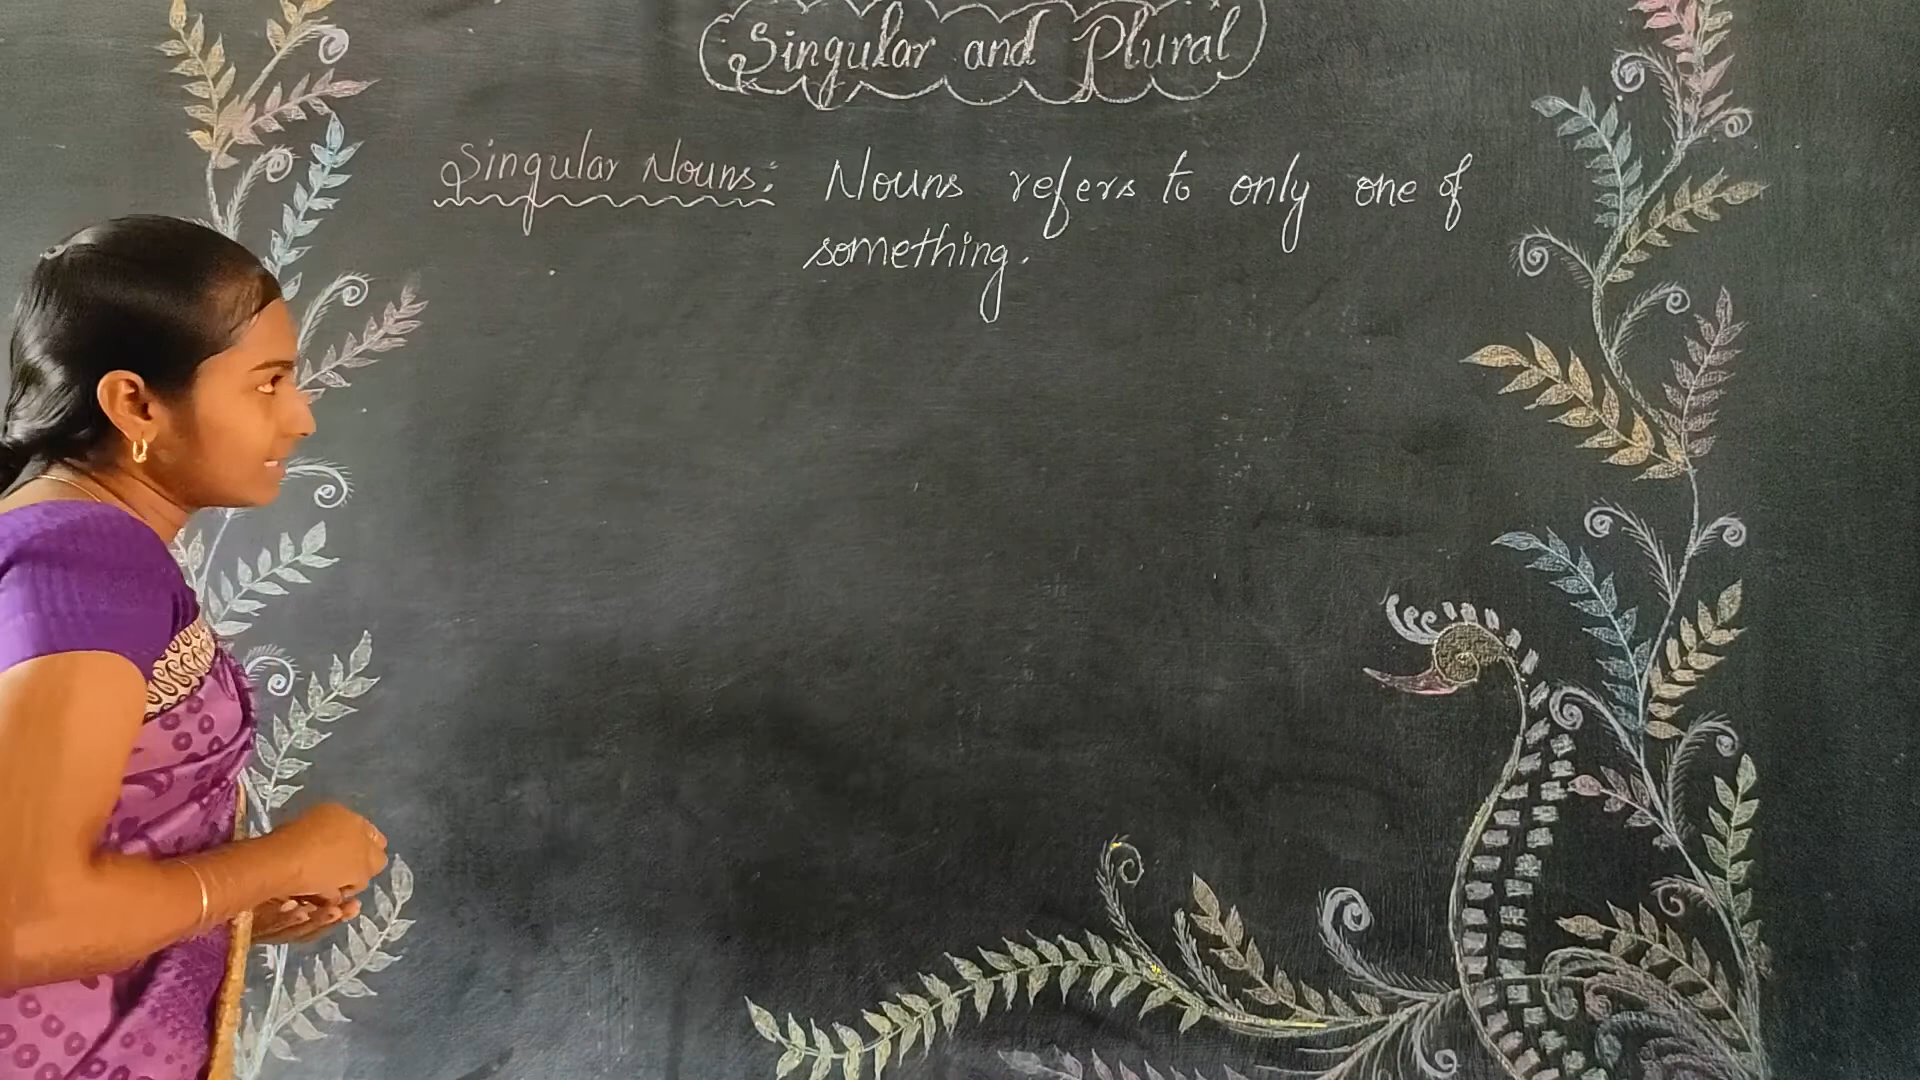 Singular and Plural
Singular Nouns: Nouns refers to only one of
something.